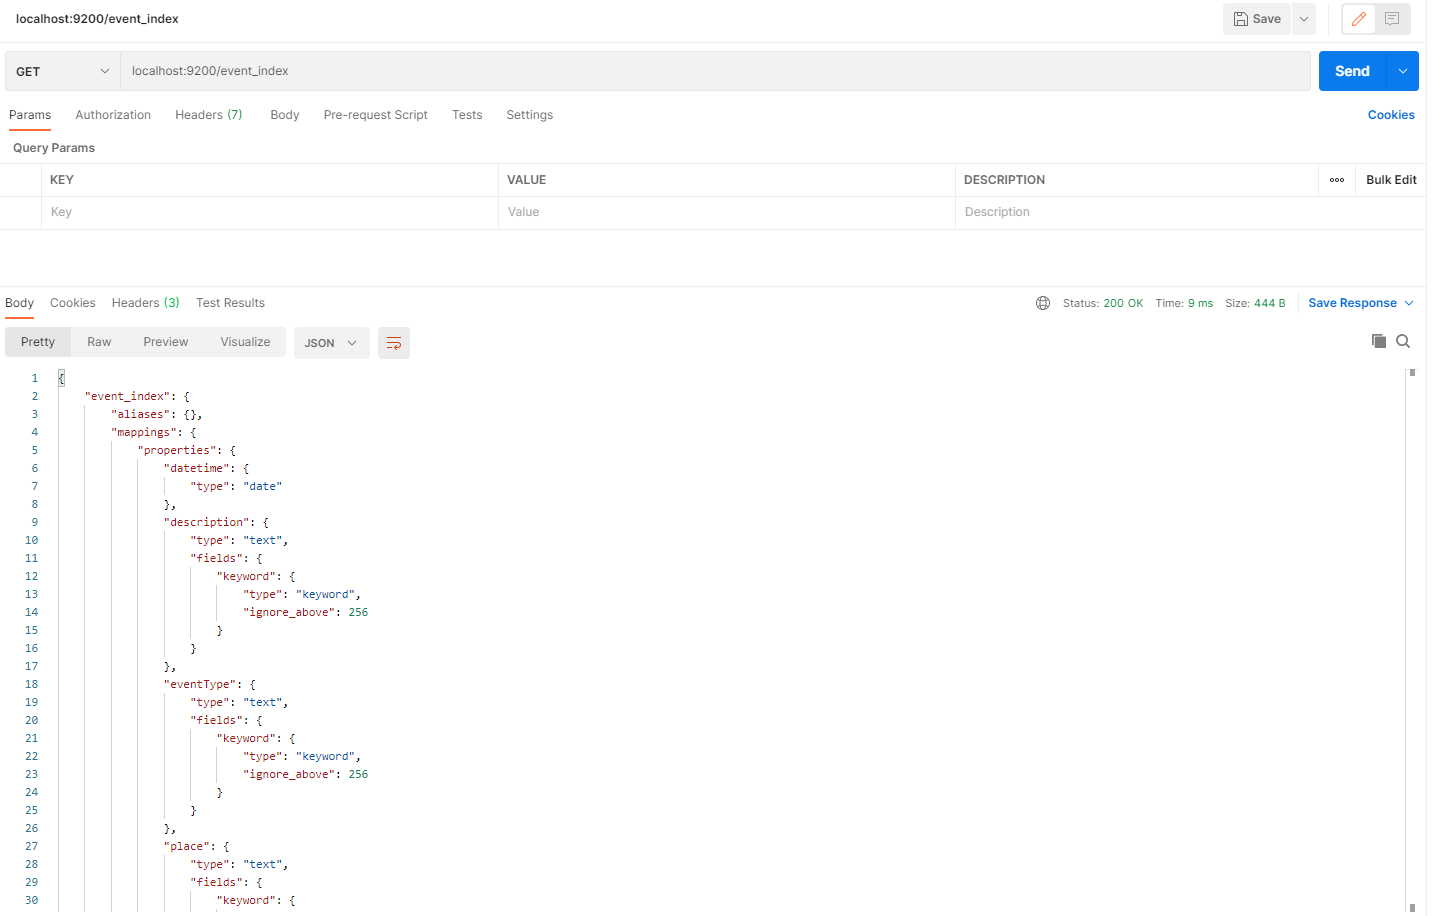 localhost:9200/event_index
Save
GET
localhost:9200/event_index
Send
Params Authorization Headers (7) Body Pre-request Script Tests Settings Cookies
Query Params
KEY VALUE DESCRIPTION Bulk Edit
Key Value Description
Body Cookies Headers (3) Test Results Status: 200 OK Time: 9 ms Size: 444 B Save Response
Pretty Raw Preview Visualize JSON
1 {
2 "event_index": {
3 "aliases": {},
4 "mappings": {
5 "properties": {
6 "datetime": {
7 "type": "date"
8 },
9 "description": {
10 "type": "text",
11 "fields": {
12 "keyword": {
13 "type": "keyword",
14 "ignore_above": 256
15 }
16 }
17 },
18 "eventType": {
19 "type": "text",
20 "fields": {
21 "keyword": {
22 "type": "keyword",
23 "ignore_above": 256
24 }
25 }
26 },
27 "place": {
28 "type": "text",
29 "fields": {
30 "keyword": {